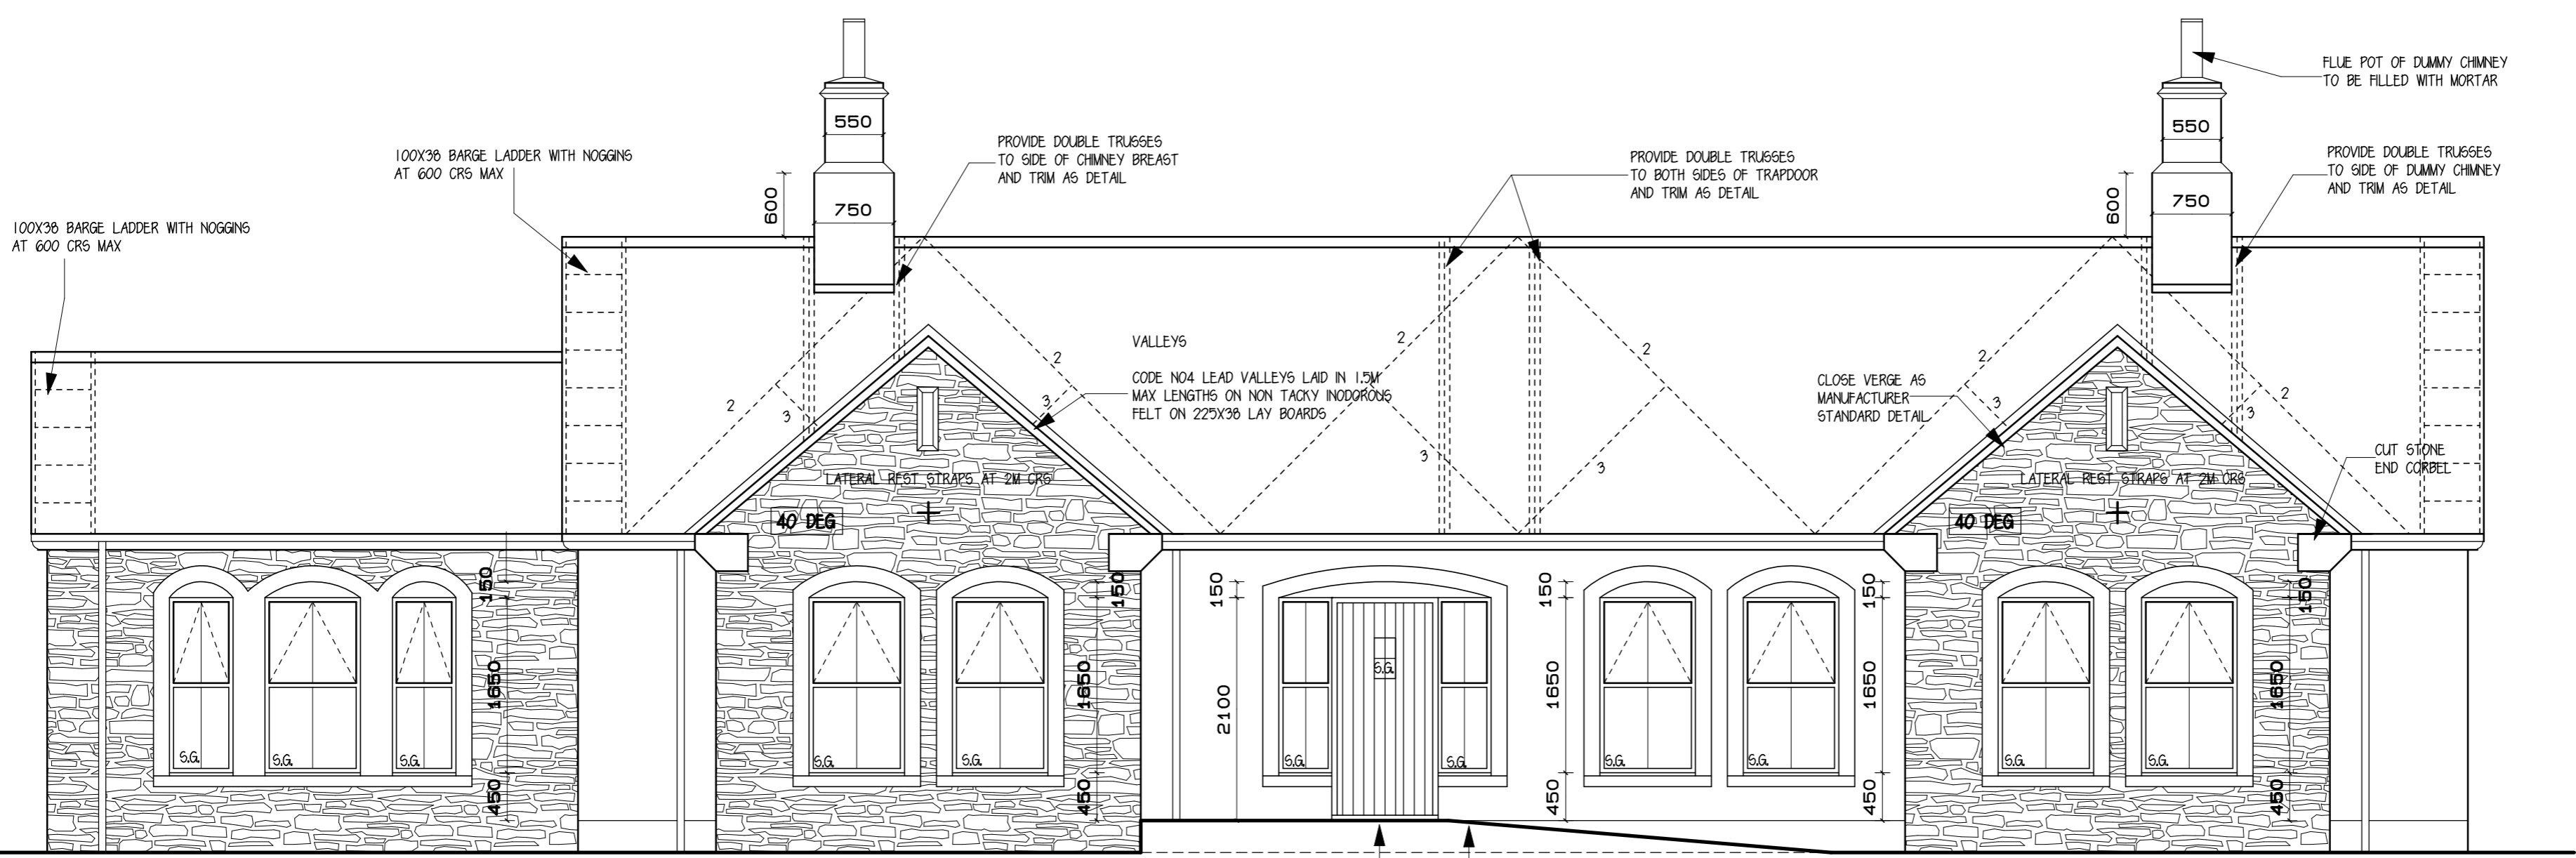 FLUE POT OF DUMMY CHIMNEY
TO BE FILLED WITH MORTAR
550
550
PROVIDE DOUBLE TRUSSES
TO SIDE OF CHIMNEY BREAST
AND TRIM AS DETAIL
100X38 BARGE LADDER WITH NOGGINS
AT 600 CRS MAX
PROVIDE DOUBLE TRUSSES
TO BOTH SIDES OF TRAPDOOR
AND TRIM AS DETAIL
PROVIDE DOUBLE TRUSSES
TO SIDE OF DUMMY CHIMNEY
AND TRIM AS DETAIL
600
750
600
750
100X38 BARGE LADDER WITH NOGGINS
AT 600 CRS MAX
VALLEYS
CODE NO4 LEAD VALLEYS LAID IN 1.5M
MAX LENGTHS ON NON TACKY INODOROUS
FELT ON 225X38 LAY BOARDS
2
2
2
2
2
2
3
3
3
3
3
3
CLOSE VERGE AS
MANUFACTURER
STANDARD DETAIL
CUT STONE
END CORBEL
LATERAL REST STRAPS AT 2M CRS
LATERAL REST STRAPS AT 2M CRS
40 DEG
40 DEG
150
150
150
150
150
150
1650
1650
2100
1650
1650
1650
S.G.
S.G.
S.G.
S.G.
S.G.
S.G.
S.G.
S.G.
S.G.
S.G.
S.G.
S.G.
450
450
450
450
450